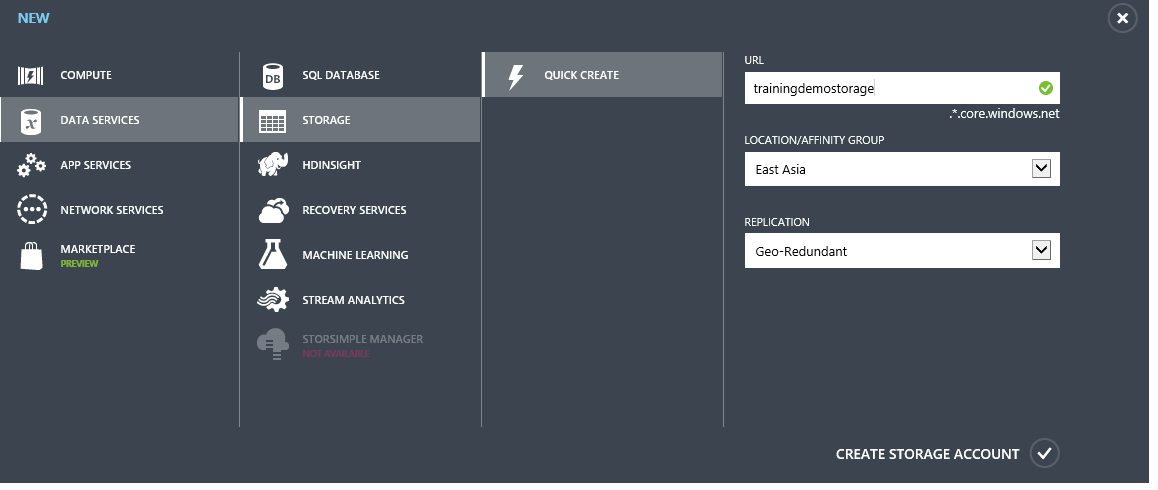 NEW
COMPUTE
DATA SERVICES
APP SERVICES
NETWORK SERVICES
MARKETPLACE
PREVIEW
DB
SQL DATABASE
STORAGE
HDINSIGHT
RECOVERY SERVICES
MACHINE LEARNING
STREAM ANALYTICS
STORSIMPLE MANAGER
NOT AVAILABLE
QUICK CREATE
URL
trainingdemostorage
.*.core.windows.net
LOCATION/AFFINITY GROUP
East Asia
REPLICATION
Geo-Redundant
CREATE STORAGE ACCOUNT